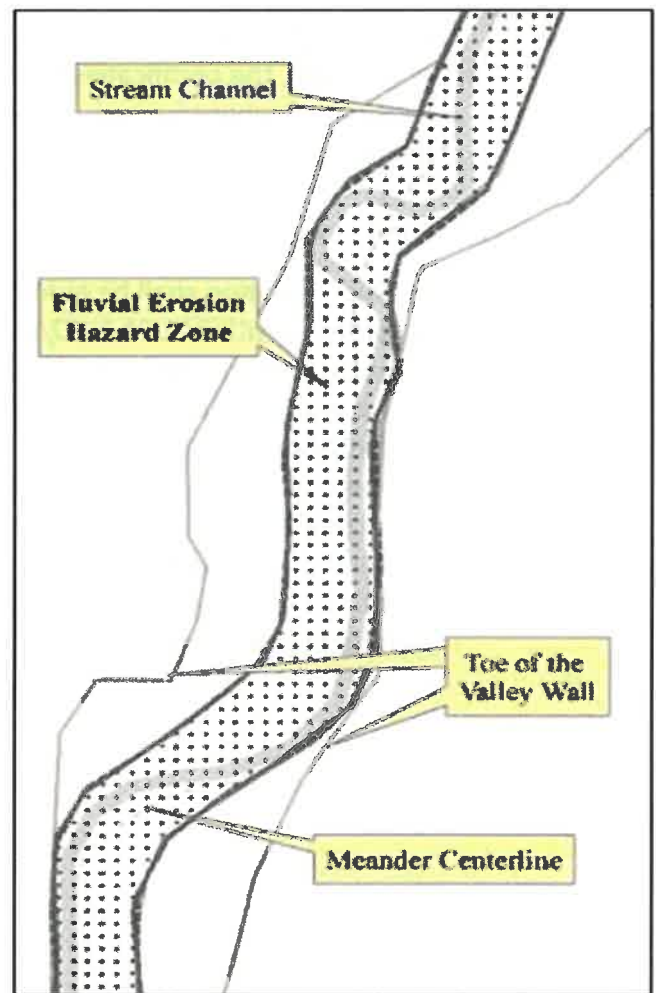 Stream Channel
Fluvial Erosion
Hazard Zone
Toe of the
Valley Wall
Meander Centerline